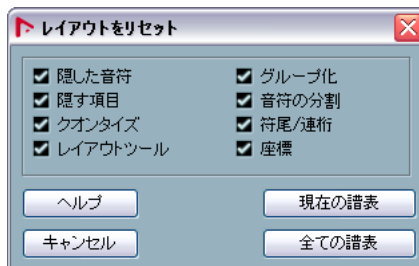 レイアウトをリセット
隠した音符
グループ化
隠す項目
音符の分割
クオンタイズ
符尾/連桁
レイアウトツール
座標
ヘルプ
現在の譜表
キャンセル
全ての譜表